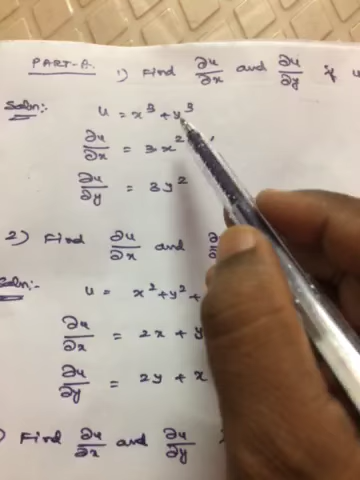 PART-A. 1) Find ∂u/∂x and ∂u/∂y if u
Soln:- u = x³ + y³
∂u/∂x = 3x²
∂u/∂y = 3y²
2) Find ∂u/∂x and
Soln:- u = x² + y² +
∂u/∂x = 2x + y
∂u/∂y = 2y + x
) Find ∂u/∂x and ∂u/∂y